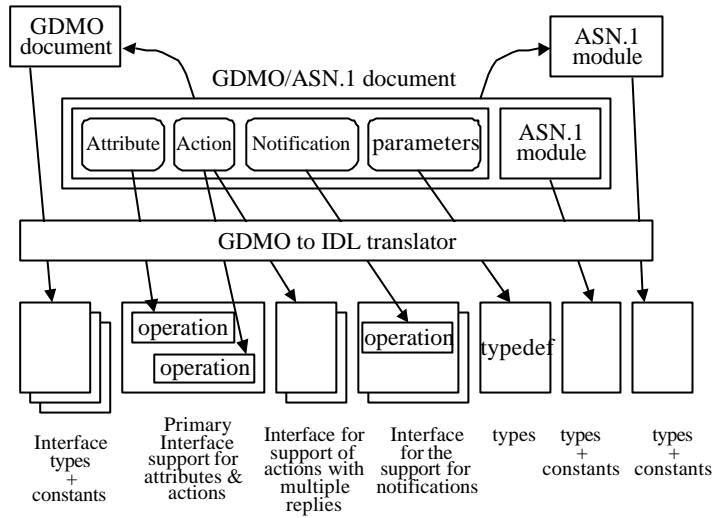 GDMO
document
ASN.1
module
GDMO/ASN.1 document
Attribute
Action
Notification
parameters
ASN.1
module
GDMO to IDL translator
operation
operation
operation
typedef
Interface
types
+
constants
Primary
Interface
support for
attributes &
actions
Interface for
support of
actions with
multiple
replies
Interface
for the
support for
notifications
types
types
+
constants
types
+
constants